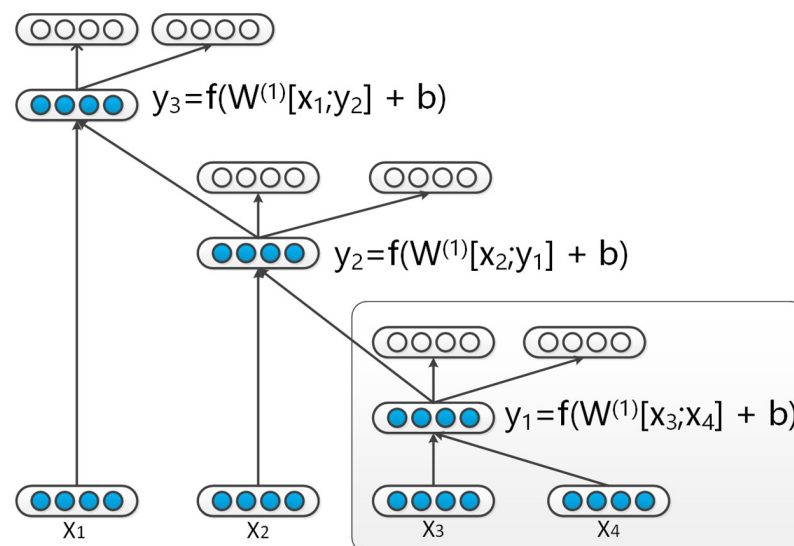 y₃=f(W⁽¹⁾[x₁;y₂] + b)
y₂=f(W⁽¹⁾[x₂;y₁] + b)
y₁=f(W⁽¹⁾[x₃;x₄] + b)
X1 X2 X3 X4